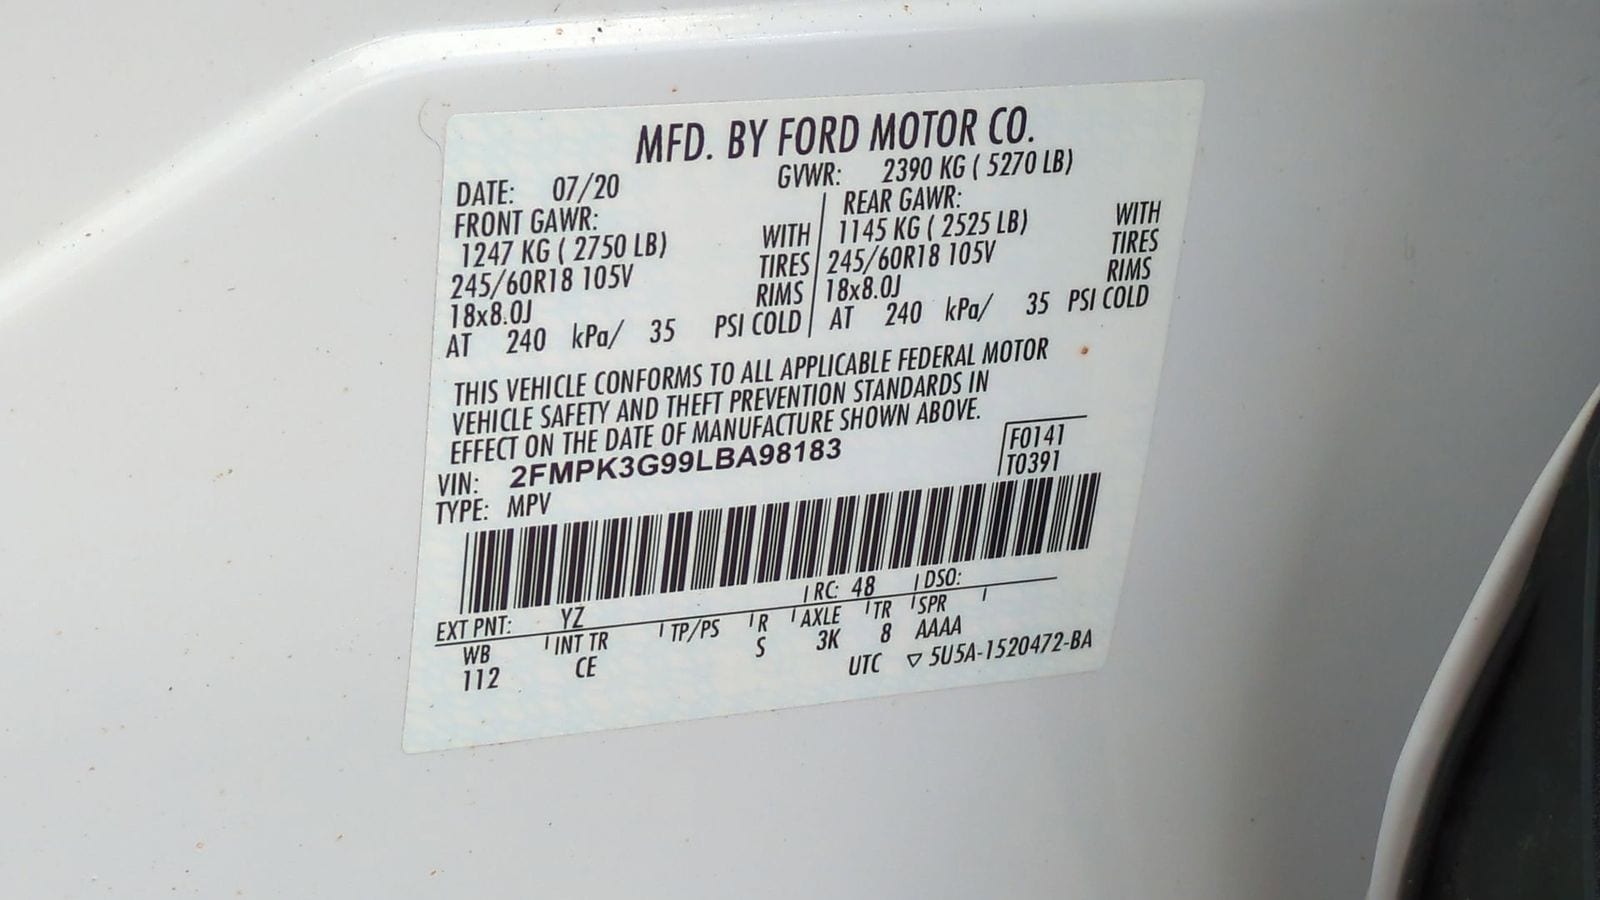 MFD. BY FORD MOTOR CO.
DATE: 07/20 GVWR: 2390 KG ( 5270 LB)
FRONT GAWR: REAR GAWR:
1247 KG ( 2750 LB) WITH 1145 KG ( 2525 LB) WITH
245/60R18 105V TIRES 245/60R18 105V TIRES
18x8.0J RIMS 18x8.0J RIMS
AT 240 kPa/ 35 PSI COLD AT 240 kPa/ 35 PSI COLD
THIS VEHICLE CONFORMS TO ALL APPLICABLE FEDERAL MOTOR
VEHICLE SAFETY AND THEFT PREVENTION STANDARDS IN
EFFECT ON THE DATE OF MANUFACTURE SHOWN ABOVE.
VIN: 2FMPK3G99LBA98183 F0141
TYPE: MPV T0391
EXT PNT: YZ RC: 48 DSO:
WB INT TR TP/PS R AXLE TR SPR
112 CE S 3K 8 AAAA
UTC ▽ 5U5A-1520472-BA